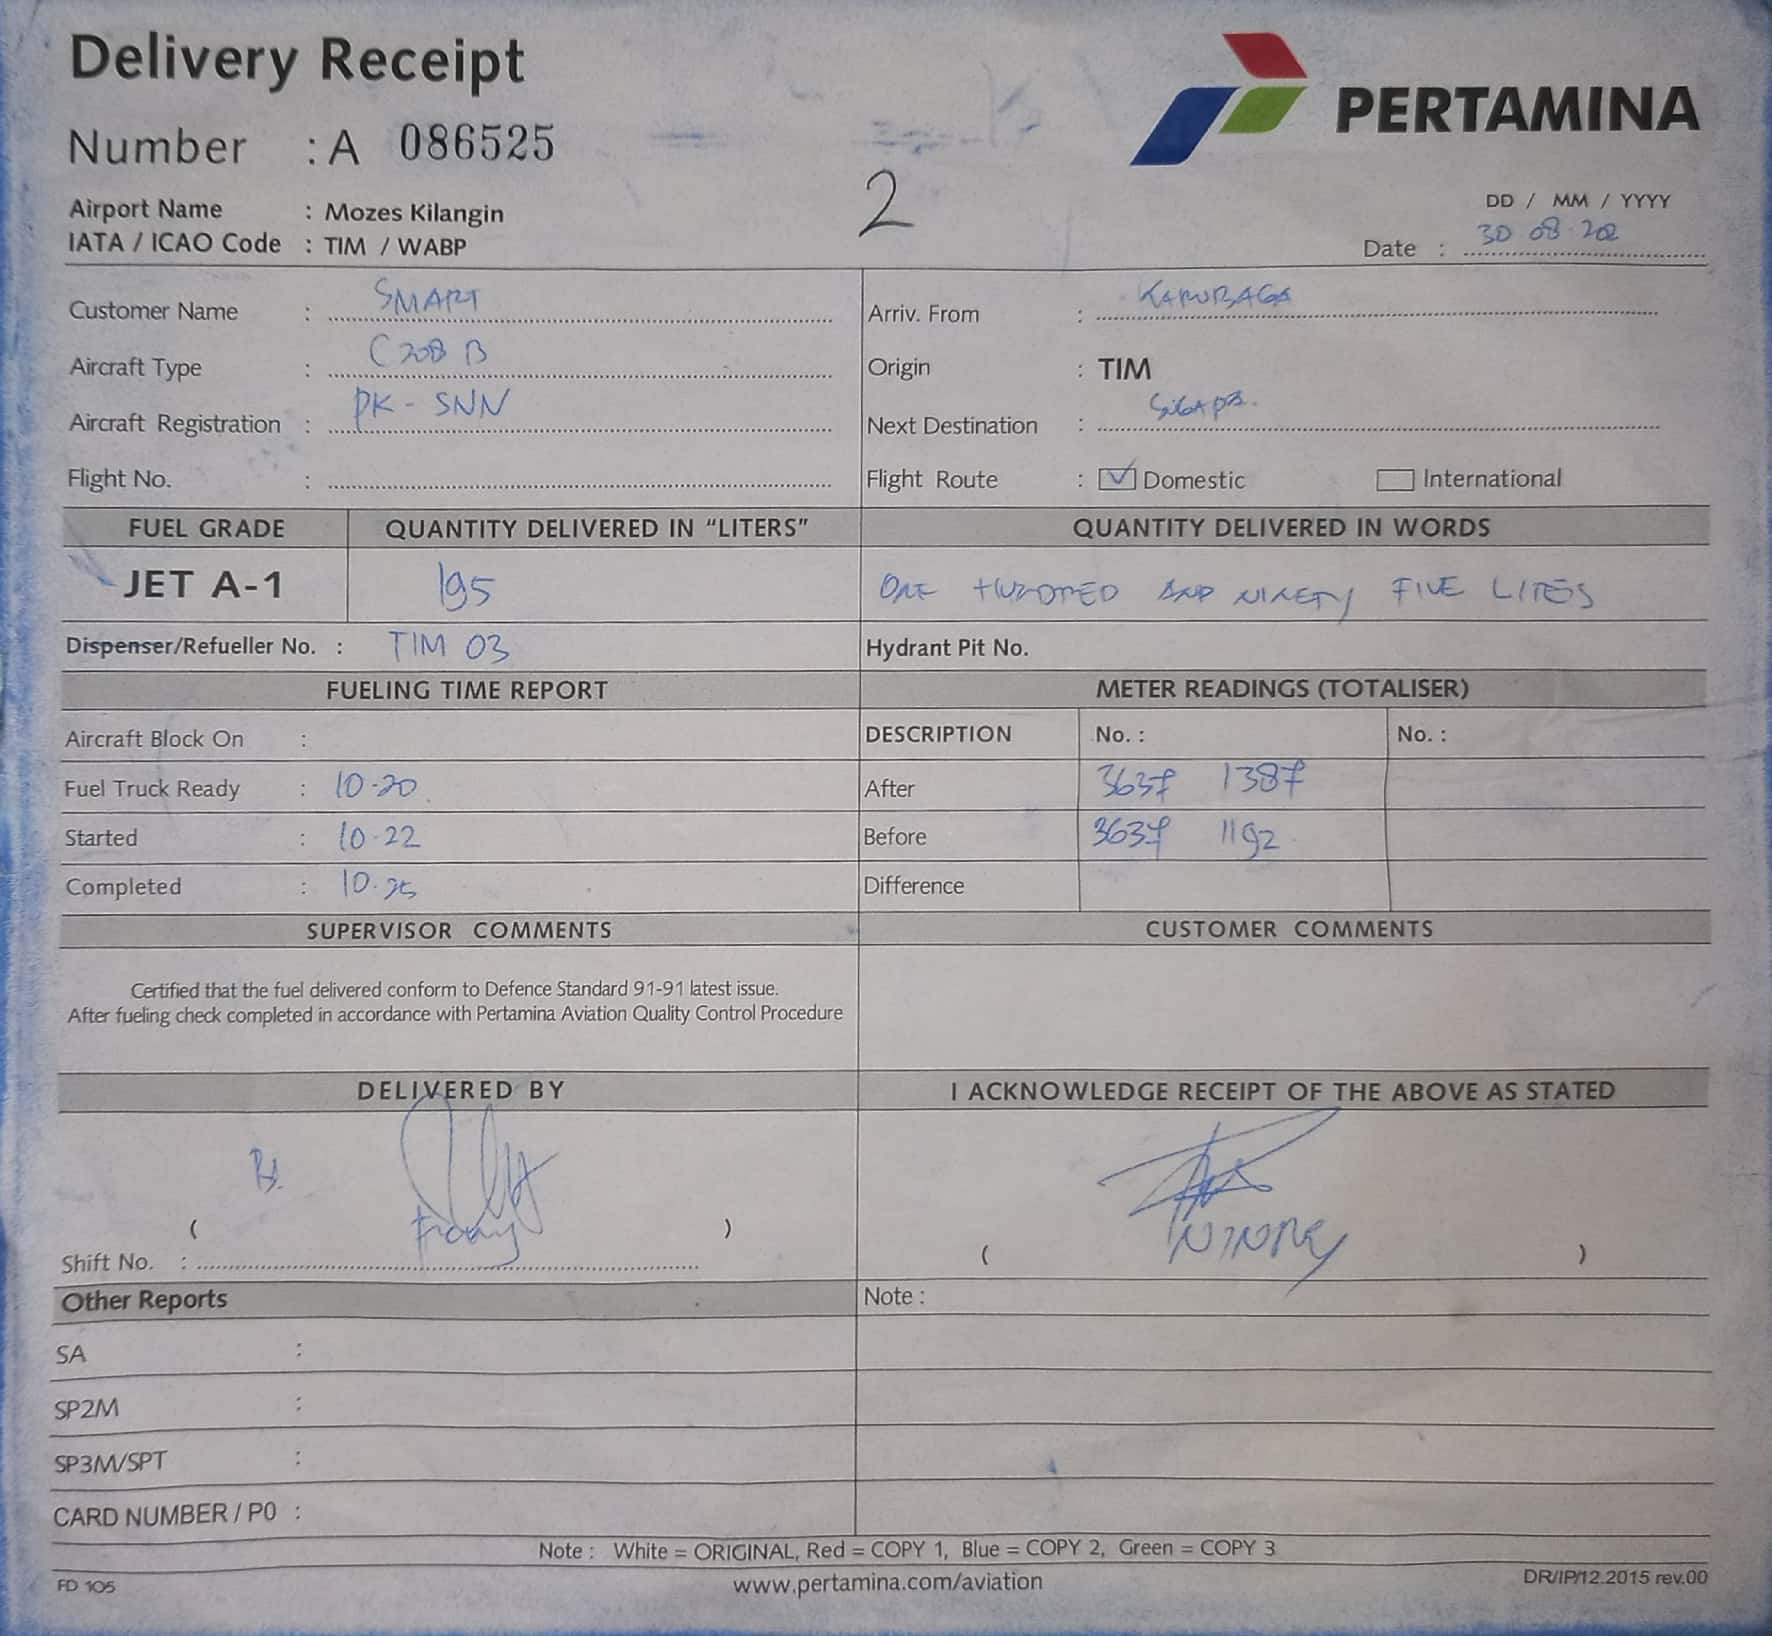 Delivery Receipt
PERTAMINA
Number : A 086525
2
Airport Name : Mozes Kilangin
IATA / ICAO Code : TIM / WABP
DD / MM / YYYY
Date : 30 08 202
Customer Name : SMART
Arriv. From : KARUBAGA
Aircraft Type : C208 B
Origin : TIM
Aircraft Registration : PK - SNN
Next Destination :
Flight No. :
Flight Route : Domestic International
FUEL GRADE QUANTITY DELIVERED IN "LITERS" QUANTITY DELIVERED IN WORDS
JET A-1 195 ONE HUNDRED AND NINETY FIVE LITES
Dispenser/Refueller No. : TIM 03 Hydrant Pit No.
FUELING TIME REPORT METER READINGS (TOTALISER)
Aircraft Block On : DESCRIPTION No. : No. :
Fuel Truck Ready : 10-20 After 3637 1387
Started : 10-22 Before 3637 1192
Completed : 10.25 Difference
SUPERVISOR COMMENTS CUSTOMER COMMENTS
Certified that the fuel delivered conform to Defence Standard 91-91 latest issue.
After fueling check completed in accordance with Pertamina Aviation Quality Control Procedure
DELIVERED BY I ACKNOWLEDGE RECEIPT OF THE ABOVE AS STATED
( )
( )
Shift No. :
Other Reports Note :
SA :
SP2M :
SP3M/SPT :
CARD NUMBER / P0 :
Note : White = ORIGINAL, Red = COPY 1, Blue = COPY 2, Green = COPY 3
FD 105 www.pertamina.com/aviation DR/IP/12.2015 rev.00